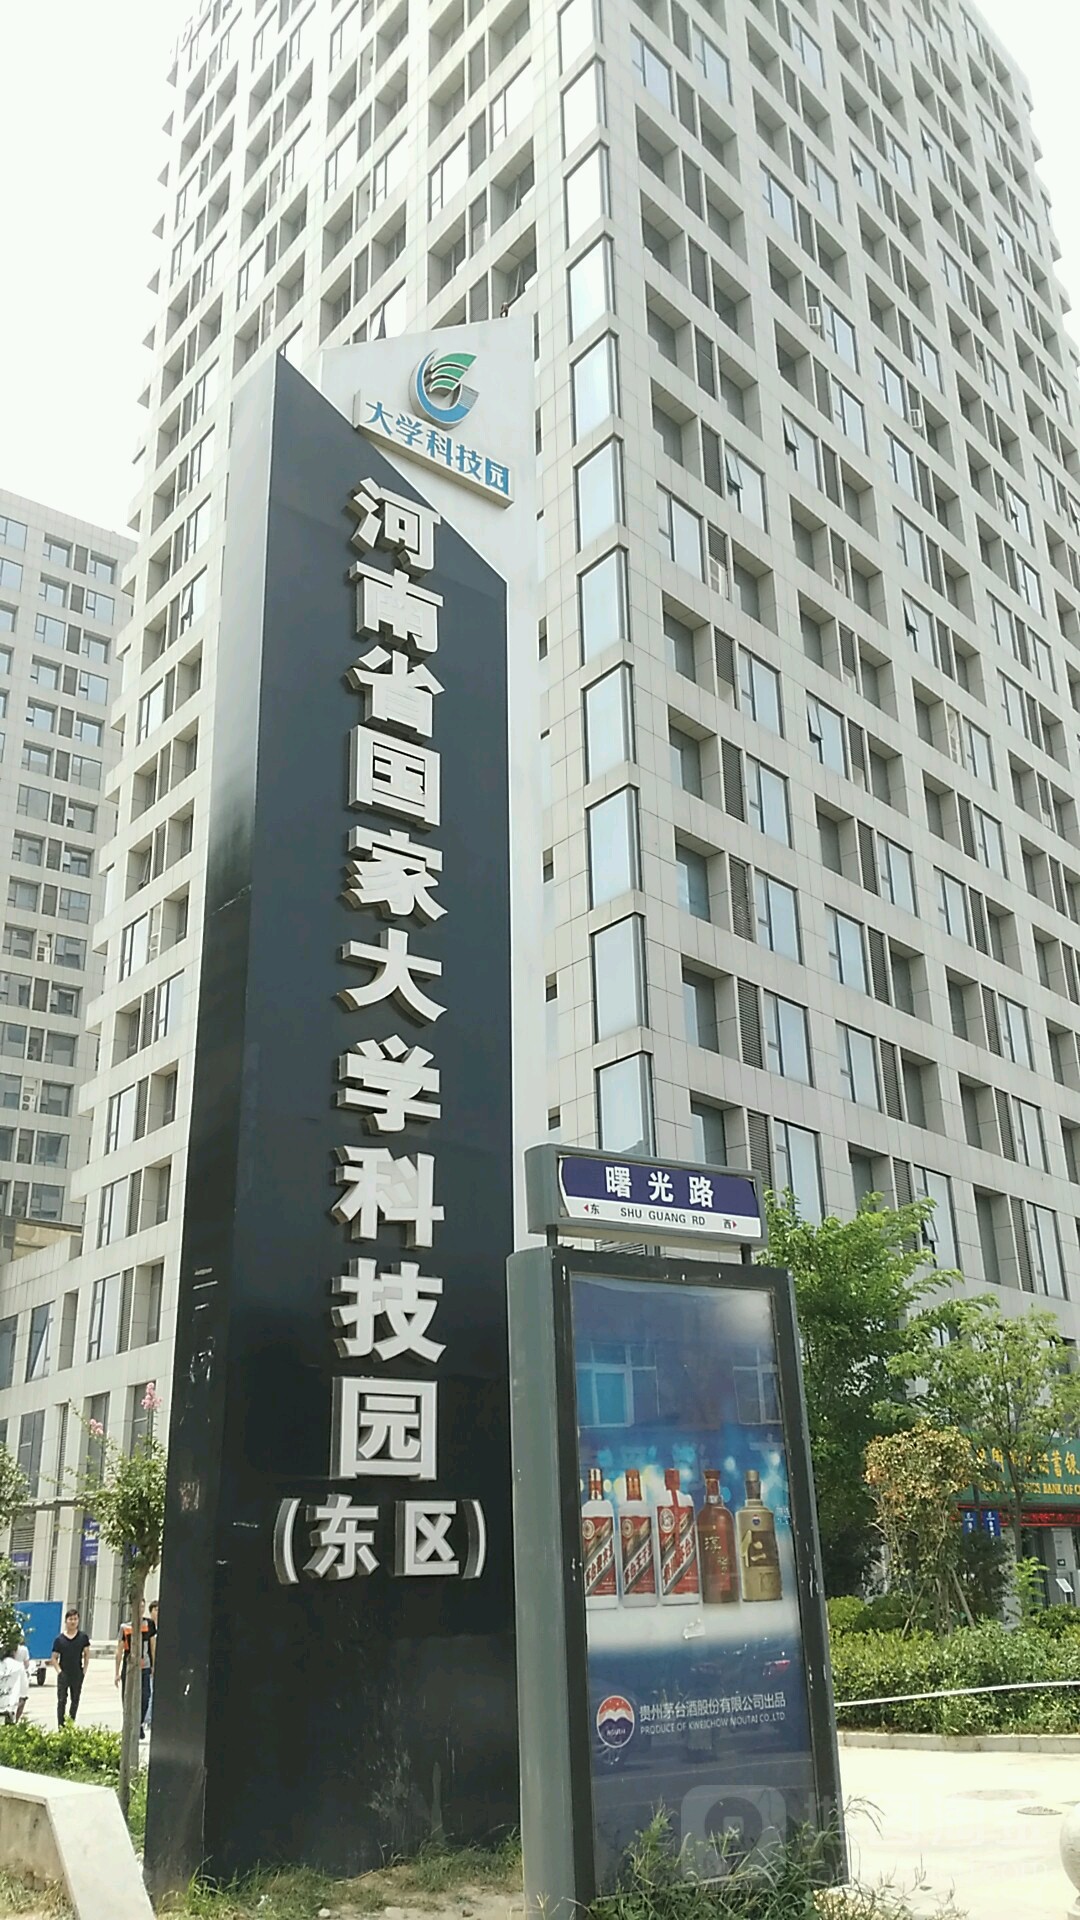 大学科技园
河南省国家大学科技园
(东区)
曙光路
东 SHU GUANG RD 西
贵州茅台酒股份有限公司出品
PRODUCE OF KWEICHOW MOUTAI CO.,LTD